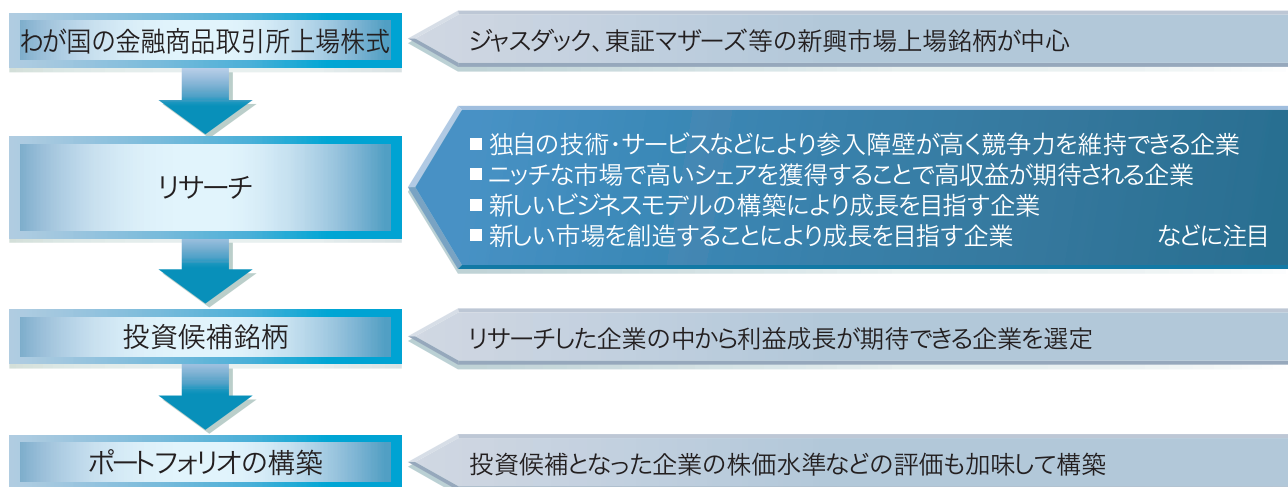 わが国の金融商品取引所上場株式
ジャスダック、東証マザーズ等の新興市場上場銘柄が中心
リサーチ
■ 独自の技術・サービスなどにより参入障壁が高く競争力を維持できる企業
■ ニッチな市場で高いシェアを獲得することで高収益が期待される企業
■ 新しいビジネスモデルの構築により成長を目指す企業
■ 新しい市場を創造することにより成長を目指す企業 などに注目
投資候補銘柄
リサーチした企業の中から利益成長が期待できる企業を選定
ポートフォリオの構築
投資候補となった企業の株価水準などの評価も加味して構築